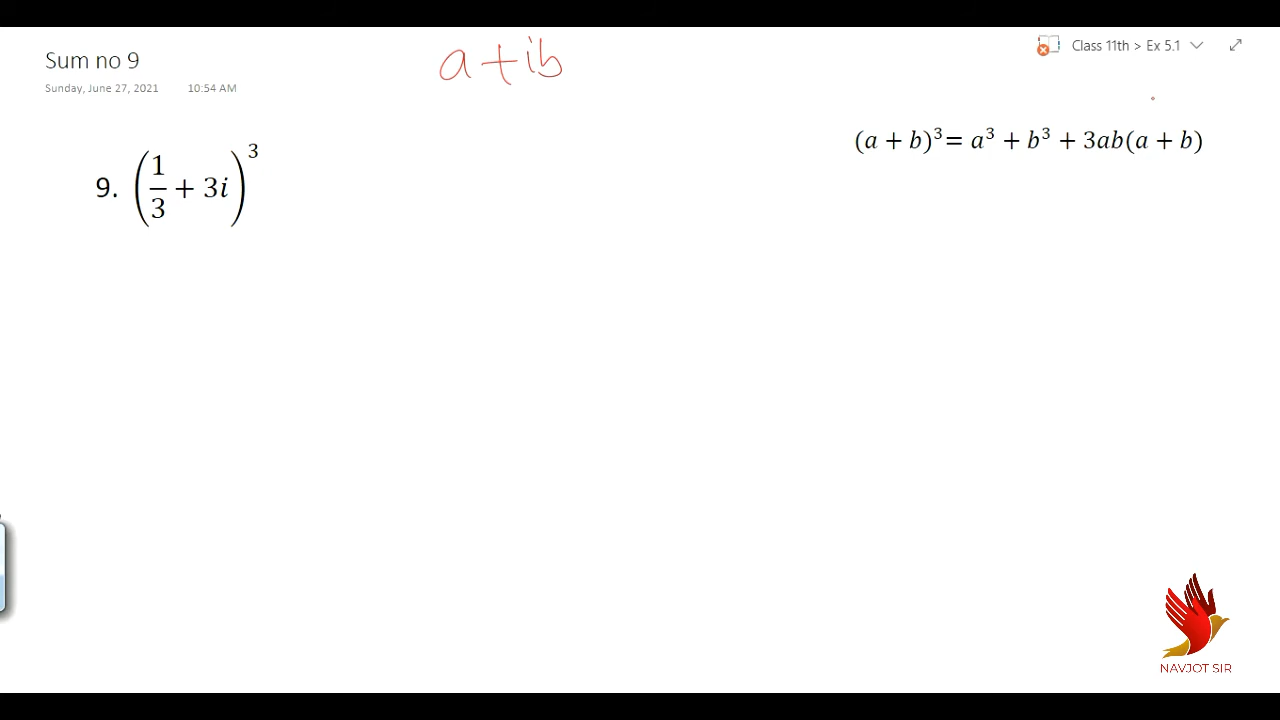 Sum no 9
a+ib
Class 11th > Ex 5.1
Sunday, June 27, 2021 10:54 AM
(a + b)³= a³ + b³ + 3ab(a + b)
9. (1/3 + 3i)³
NAVJOT SIR